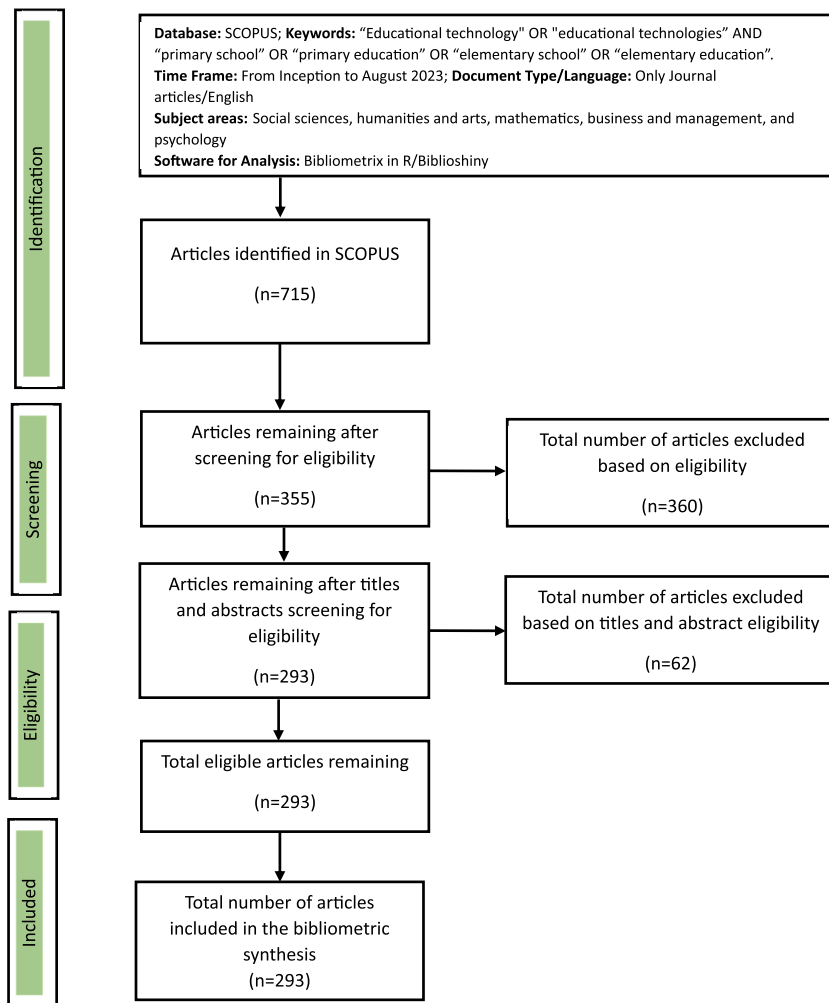 Database: SCOPUS; Keywords: “Educational technology" OR "educational technologies” AND
“primary school” OR “primary education” OR “elementary school” OR “elementary education”.
Time Frame: From Inception to August 2023; Document Type/Language: Only Journal
articles/English
Subject areas: Social sciences, humanities and arts, mathematics, business and management, and
psychology
Software for Analysis: Bibliometrix in R/Biblioshiny
Identification
Articles identified in SCOPUS
(n=715)
Screening
Articles remaining after
screening for eligibility
(n=355)
Total number of articles excluded
based on eligibility
(n=360)
Articles remaining after titles
and abstracts screening for
eligibility
(n=293)
Total number of articles excluded
based on titles and abstract eligibility
(n=62)
Eligibility
Total eligible articles remaining
(n=293)
Included
Total number of articles
included in the bibliometric
synthesis
(n=293)